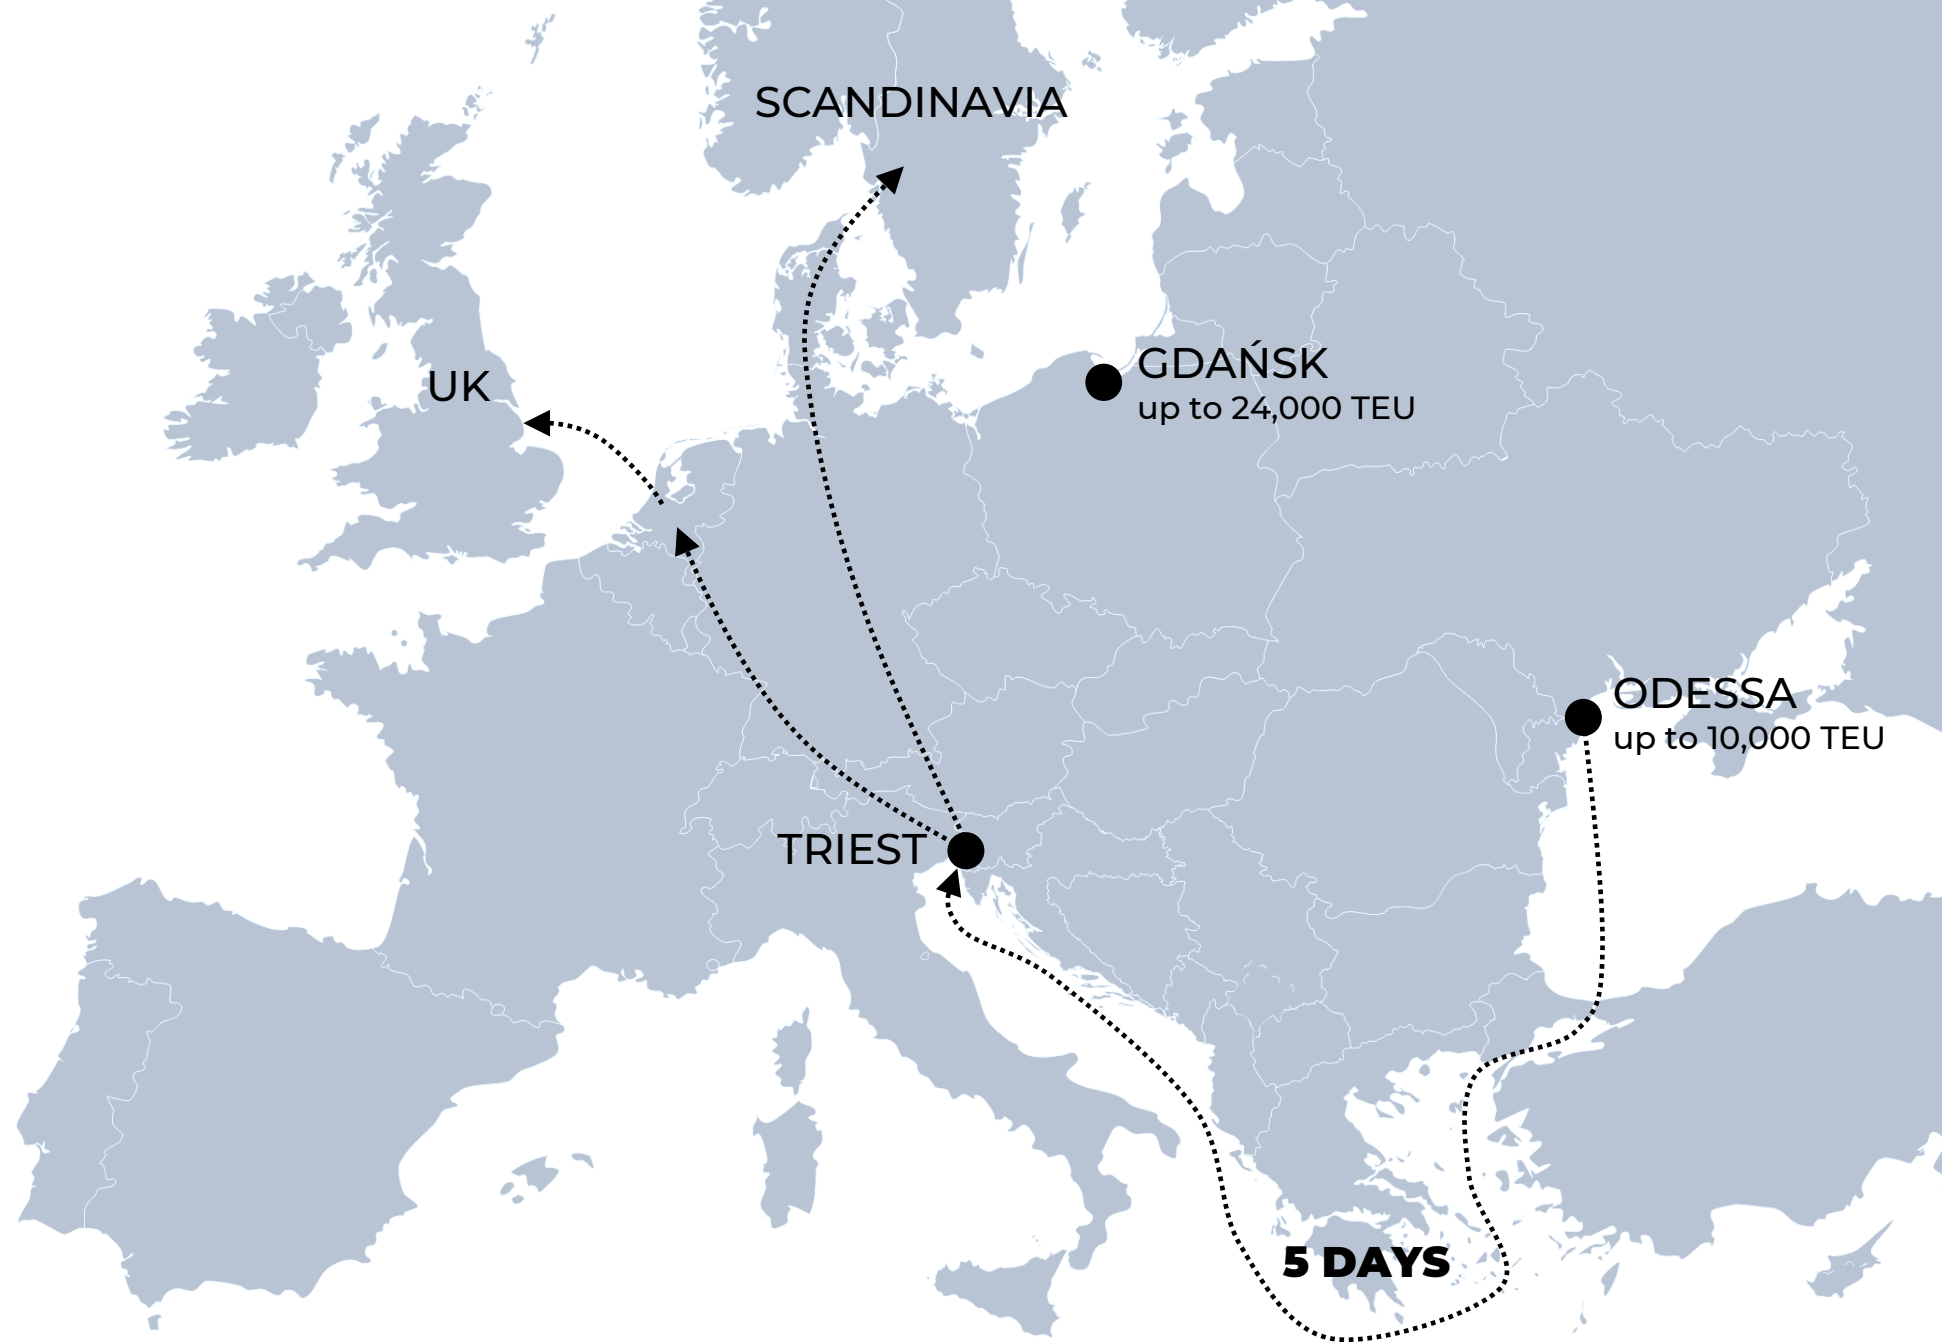 SCANDINAVIA
GDAŃSK
up to 24,000 TEU
UK
ODESSA
up to 10,000 TEU
TRIEST
5 DAYS